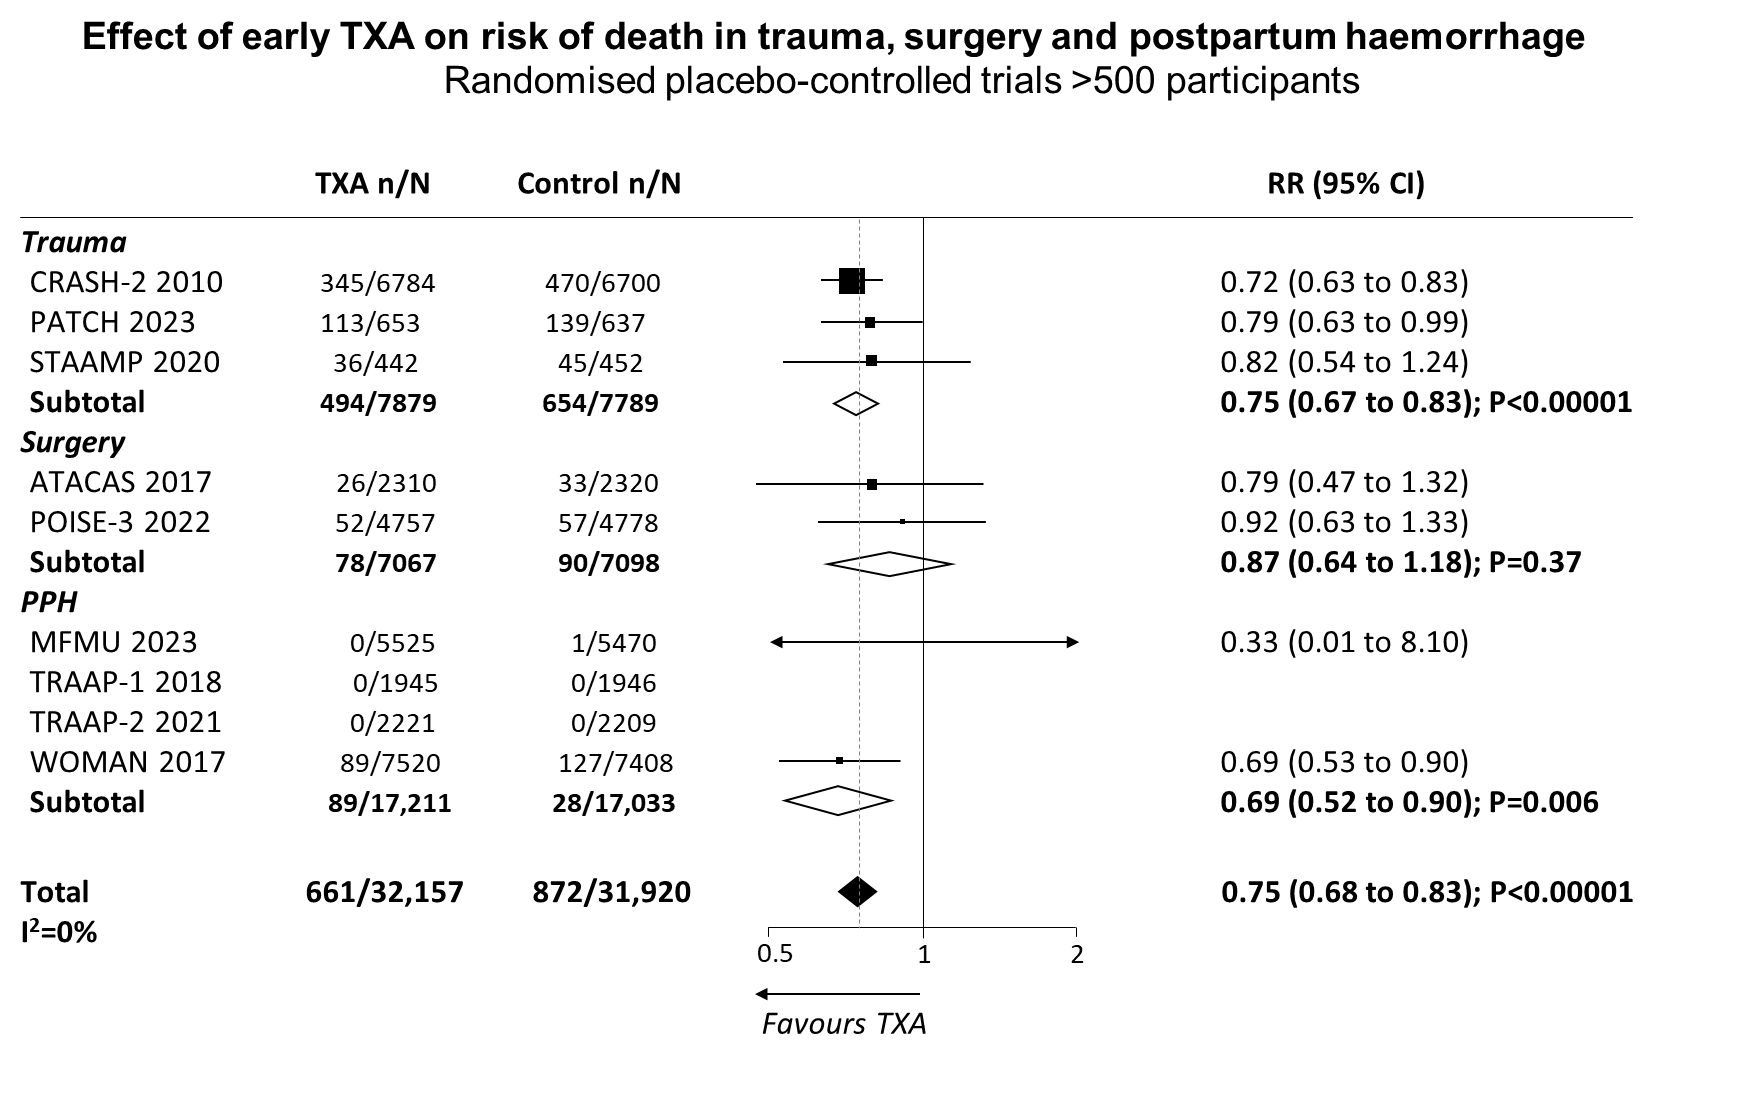 Effect of early TXA on risk of death in trauma, surgery and postpartum haemorrhage
Randomised placebo-controlled trials >500 participants
TXA n/N Control n/N RR (95% CI)
Trauma
CRASH-2 2010 345/6784 470/6700 0.72 (0.63 to 0.83)
PATCH 2023 113/653 139/637 0.79 (0.63 to 0.99)
STAAMP 2020 36/442 45/452 0.82 (0.54 to 1.24)
Subtotal 494/7879 654/7789 0.75 (0.67 to 0.83); P<0.00001
Surgery
ATACAS 2017 26/2310 33/2320 0.79 (0.47 to 1.32)
POISE-3 2022 52/4757 57/4778 0.92 (0.63 to 1.33)
Subtotal 78/7067 90/7098 0.87 (0.64 to 1.18); P=0.37
PPH
MFMU 2023 0/5525 1/5470 0.33 (0.01 to 8.10)
TRAAP-1 2018 0/1945 0/1946
TRAAP-2 2021 0/2221 0/2209
WOMAN 2017 89/7520 127/7408 0.69 (0.53 to 0.90)
Subtotal 89/17,211 28/17,033 0.69 (0.52 to 0.90); P=0.006
Total 661/32,157 872/31,920 0.75 (0.68 to 0.83); P<0.00001
I²=0%
0.5 1 2
Favours TXA